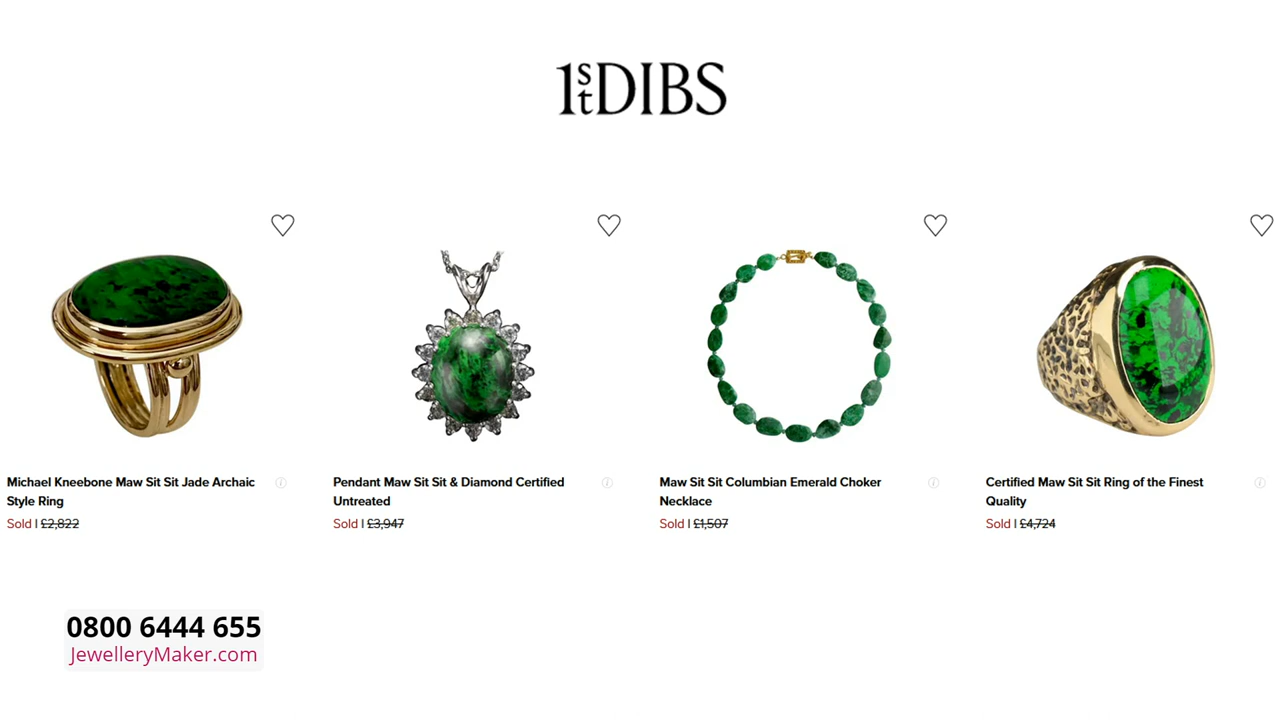 1stDIBS
Michael Kneebone Maw Sit Sit Jade Archaic
Style Ring
Sold | £2,822
Pendant Maw Sit Sit & Diamond Certified
Untreated
Sold | £3,947
Maw Sit Sit Columbian Emerald Choker
Necklace
Sold | £1,507
Certified Maw Sit Sit Ring of the Finest
Quality
Sold | £4,724
0800 6444 655
JewelleryMaker.com